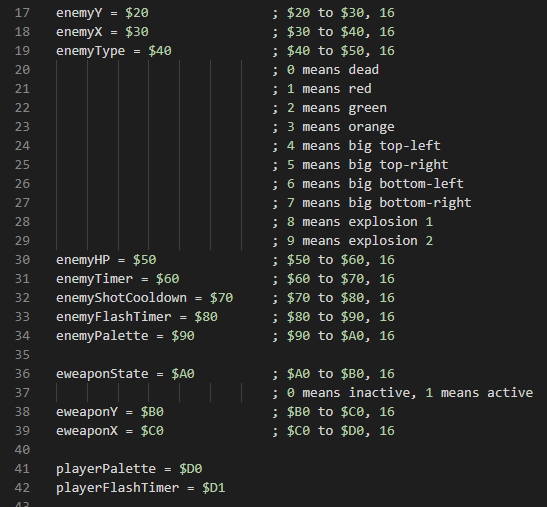 17 enemyY = $20 ; $20 to $30, 16
18 enemyX = $30 ; $30 to $40, 16
19 enemyType = $40 ; $40 to $50, 16
20 ; 0 means dead
21 ; 1 means red
22 ; 2 means green
23 ; 3 means orange
24 ; 4 means big top-left
25 ; 5 means big top-right
26 ; 6 means big bottom-left
27 ; 7 means big bottom-right
28 ; 8 means explosion 1
29 ; 9 means explosion 2
30 enemyHP = $50 ; $50 to $60, 16
31 enemyTimer = $60 ; $60 to $70, 16
32 enemyShotCooldown = $70 ; $70 to $80, 16
33 enemyFlashTimer = $80 ; $80 to $90, 16
34 enemyPalette = $90 ; $90 to $A0, 16
35
36 eweaponState = $A0 ; $A0 to $B0, 16
37 ; 0 means inactive, 1 means active
38 eweaponY = $B0 ; $B0 to $C0, 16
39 eweaponX = $C0 ; $C0 to $D0, 16
40
41 playerPalette = $D0
42 playerFlashTimer = $D1